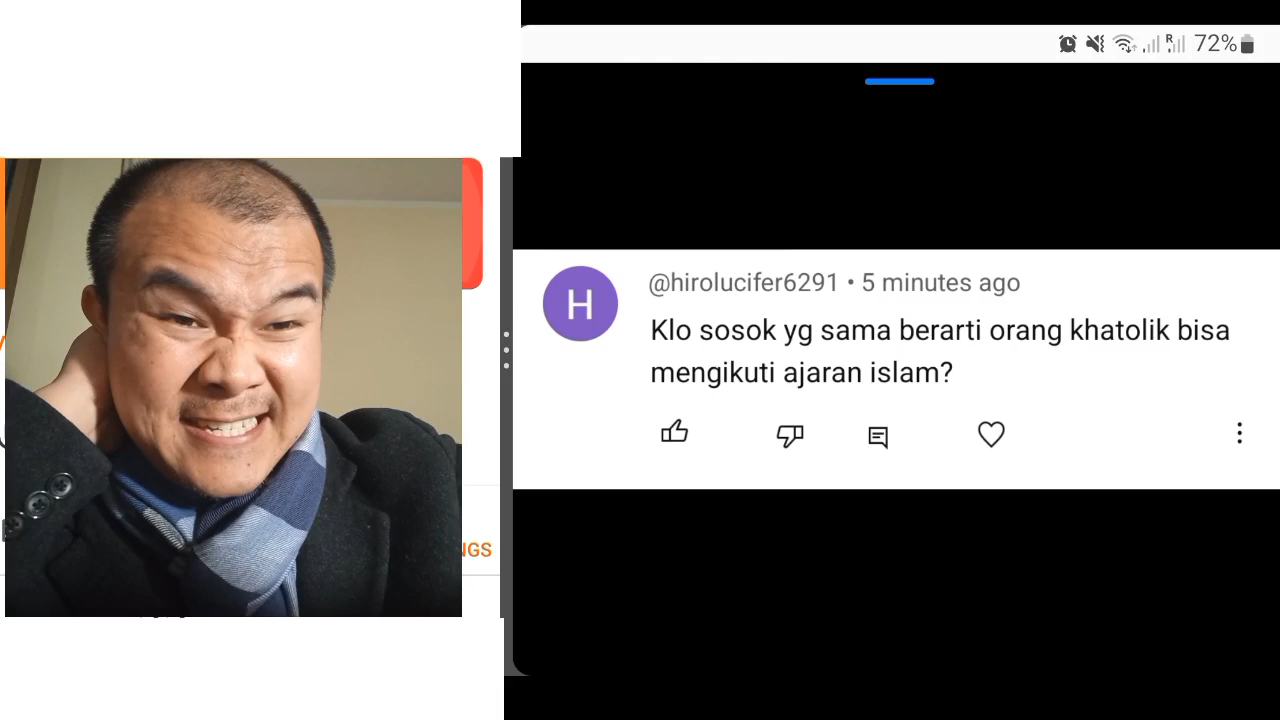 72%
@hirolucifer6291 • 5 minutes ago
H
Klo sosok yg sama berarti orang khatolik bisa
mengikuti ajaran islam?
NGS